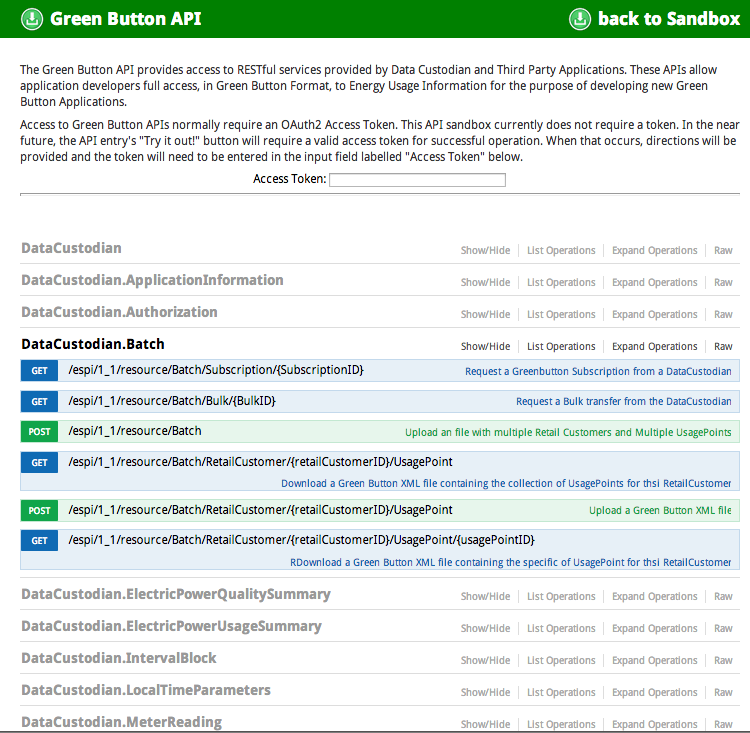 Green Button API
back to Sandbox
The Green Button API provides access to RESTful services provided by Data Custodian and Third Party Applications. These APIs allow
application developers full access, in Green Button Format, to Energy Usage Information for the purpose of developing new Green
Button Applications.
Access to Green Button APIs normally require an OAuth2 Access Token. This API sandbox currently does not require a token. In the near
future, the API entry's "Try it out!" button will require a valid access token for successful operation. When that occurs, directions will be
provided and the token will need to be entered in the input field labelled "Access Token" below.
Access Token:
DataCustodian Show/Hide List Operations Expand Operations Raw
DataCustodian.ApplicationInformation Show/Hide List Operations Expand Operations Raw
DataCustodian.Authorization Show/Hide List Operations Expand Operations Raw
DataCustodian.Batch Show/Hide List Operations Expand Operations Raw
GET /espi/1_1/resource/Batch/Subscription/{SubscriptionID} Request a Greenbutton Subscription from a DataCustodian
GET /espi/1_1/resource/Batch/Bulk/{BulkID} Request a Bulk transfer from the DataCustodian
POST /espi/1_1/resource/Batch Upload an file with multiple Retail Customers and Multiple UsagePoints
GET /espi/1_1/resource/Batch/RetailCustomer/{retailCustomerID}/UsagePoint
Download a Green Button XML file containing the collection of UsagePoints for thsi RetailCustomer
POST /espi/1_1/resource/Batch/RetailCustomer/{retailCustomerID}/UsagePoint Upload a Green Button XML file
GET /espi/1_1/resource/Batch/RetailCustomer/{retailCustomerID}/UsagePoint/{usagePointID}
RDownload a Green Button XML file containing the specific of UsagePoint for thsi RetailCustomer
DataCustodian.ElectricPowerQualitySummary Show/Hide List Operations Expand Operations Raw
DataCustodian.ElectricPowerUsageSummary Show/Hide List Operations Expand Operations Raw
DataCustodian.IntervalBlock Show/Hide List Operations Expand Operations Raw
DataCustodian.LocalTimeParameters Show/Hide List Operations Expand Operations Raw
DataCustodian.MeterReading Show/Hide List Operations Expand Operations Raw